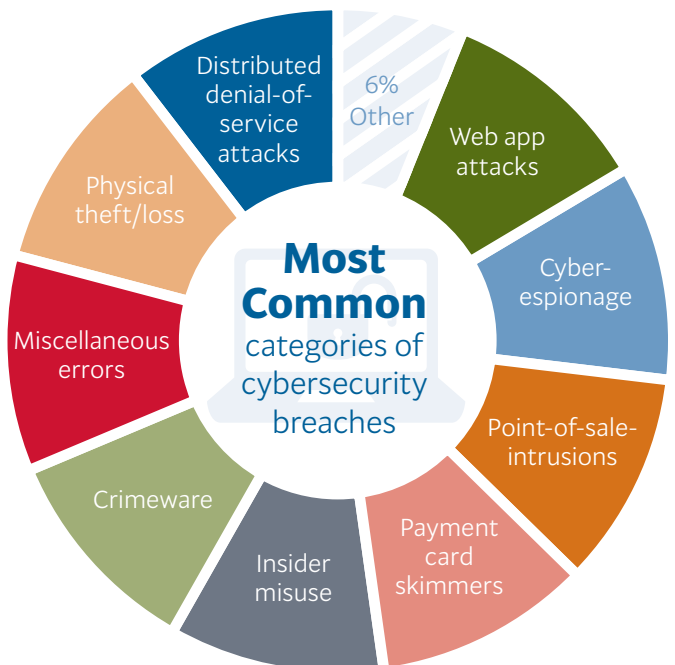 Most
Common
categories of
cybersecurity
breaches
6%
Other
Web app
attacks
Cyber-
espionage
Point-of-sale-
intrusions
Payment
card
skimmers
Insider
misuse
Crimeware
Miscellaneous
errors
Physical
theft/loss
Distributed
denial-of-
service
attacks